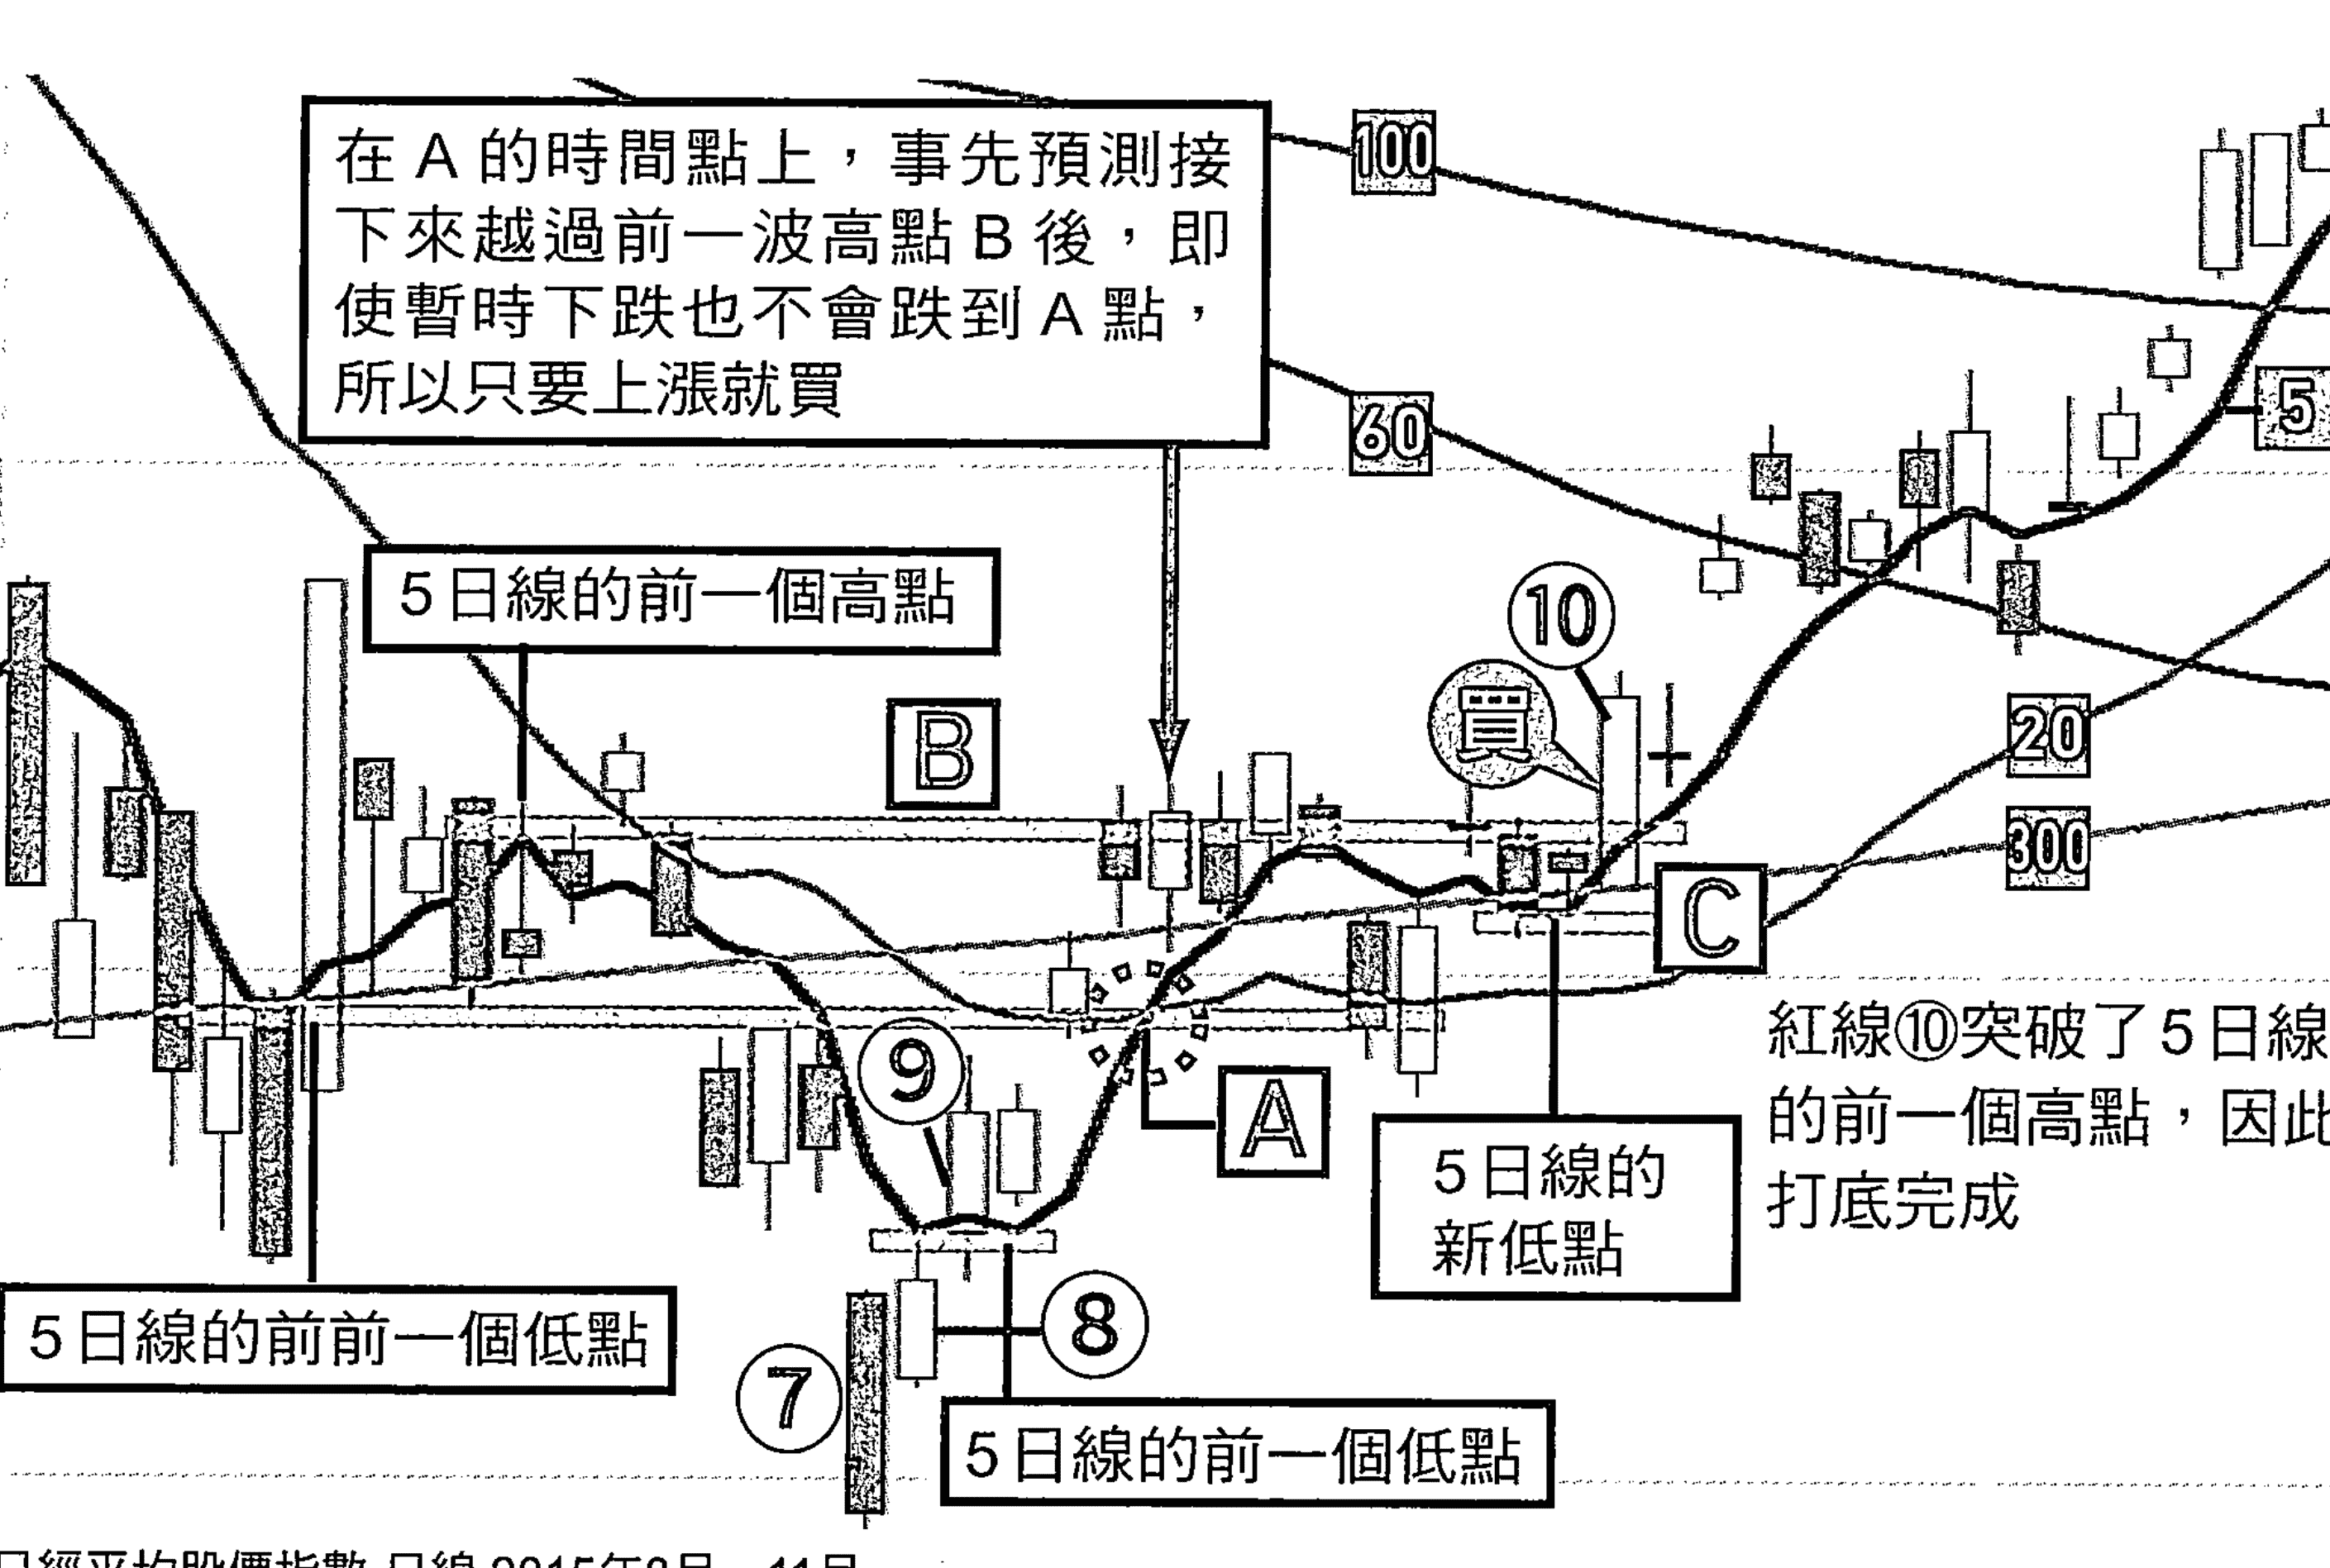 在 A 的時間點上，事先預測接
下來越過前一波高點 B 後，即
使暫時下跌也不會跌到 A 點，
所以只要上漲就買
100
60
5
5 日線的前一個高點
10
B
20
300
C
9
A
紅線⑩突破了 5 日線
的前一個高點，因此
打底完成
5 日線的
新低點
5 日線的前前一個低點
8
7
5 日線的前一個低點